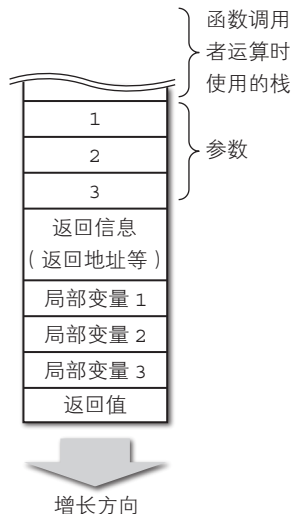 函数调用
者运算时
使用的栈
1
2
3
参数
返回信息
（返回地址等）
局部变量 1
局部变量 2
局部变量 3
返回值
增长方向